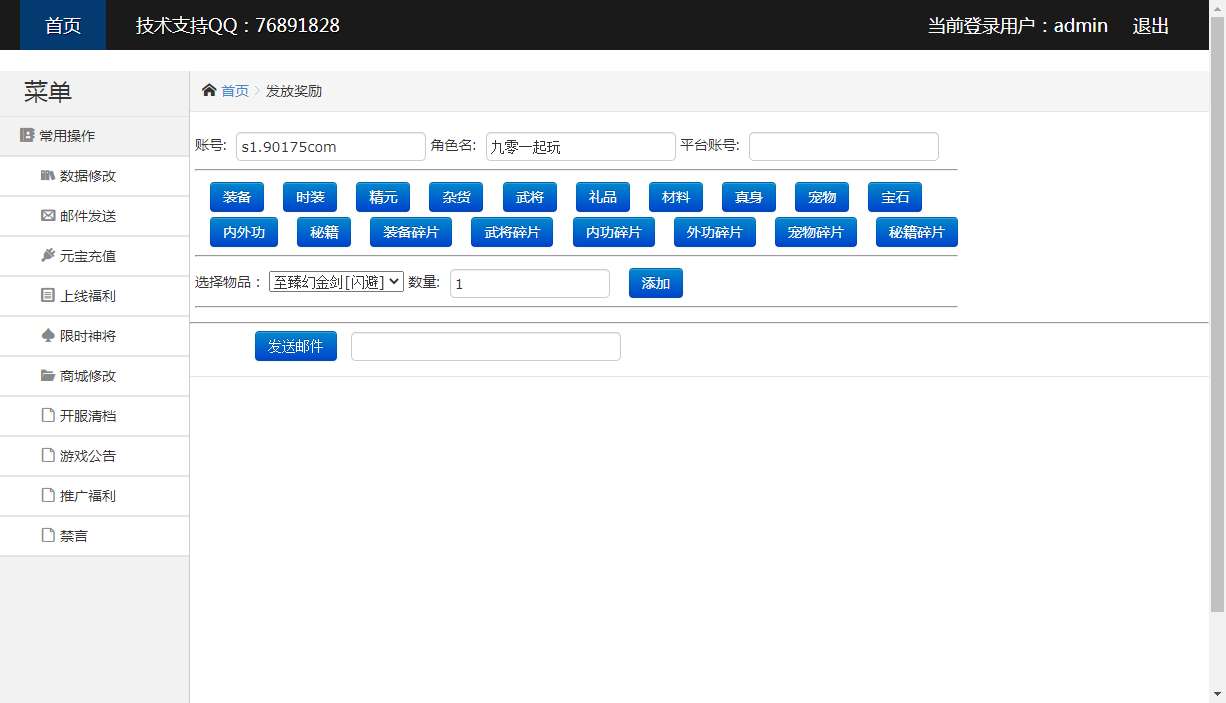 首页 技术支持QQ：76891828 当前登录用户：admin 退出
菜单
常用操作
数据修改
邮件发送
元宝充值
上线福利
限时神将
商城修改
开服清档
游戏公告
推广福利
禁言
首页 发放奖励
账号: s1.90175com 角色名: 九零一起玩 平台账号:
装备 时装 精元 杂货 武将 礼品 材料 真身 宠物 宝石
内外功 秘籍 装备碎片 武将碎片 内功碎片 外功碎片 宠物碎片 秘籍碎片
选择物品： 至臻幻金剑[闪避] 数量: 1 添加
发送邮件